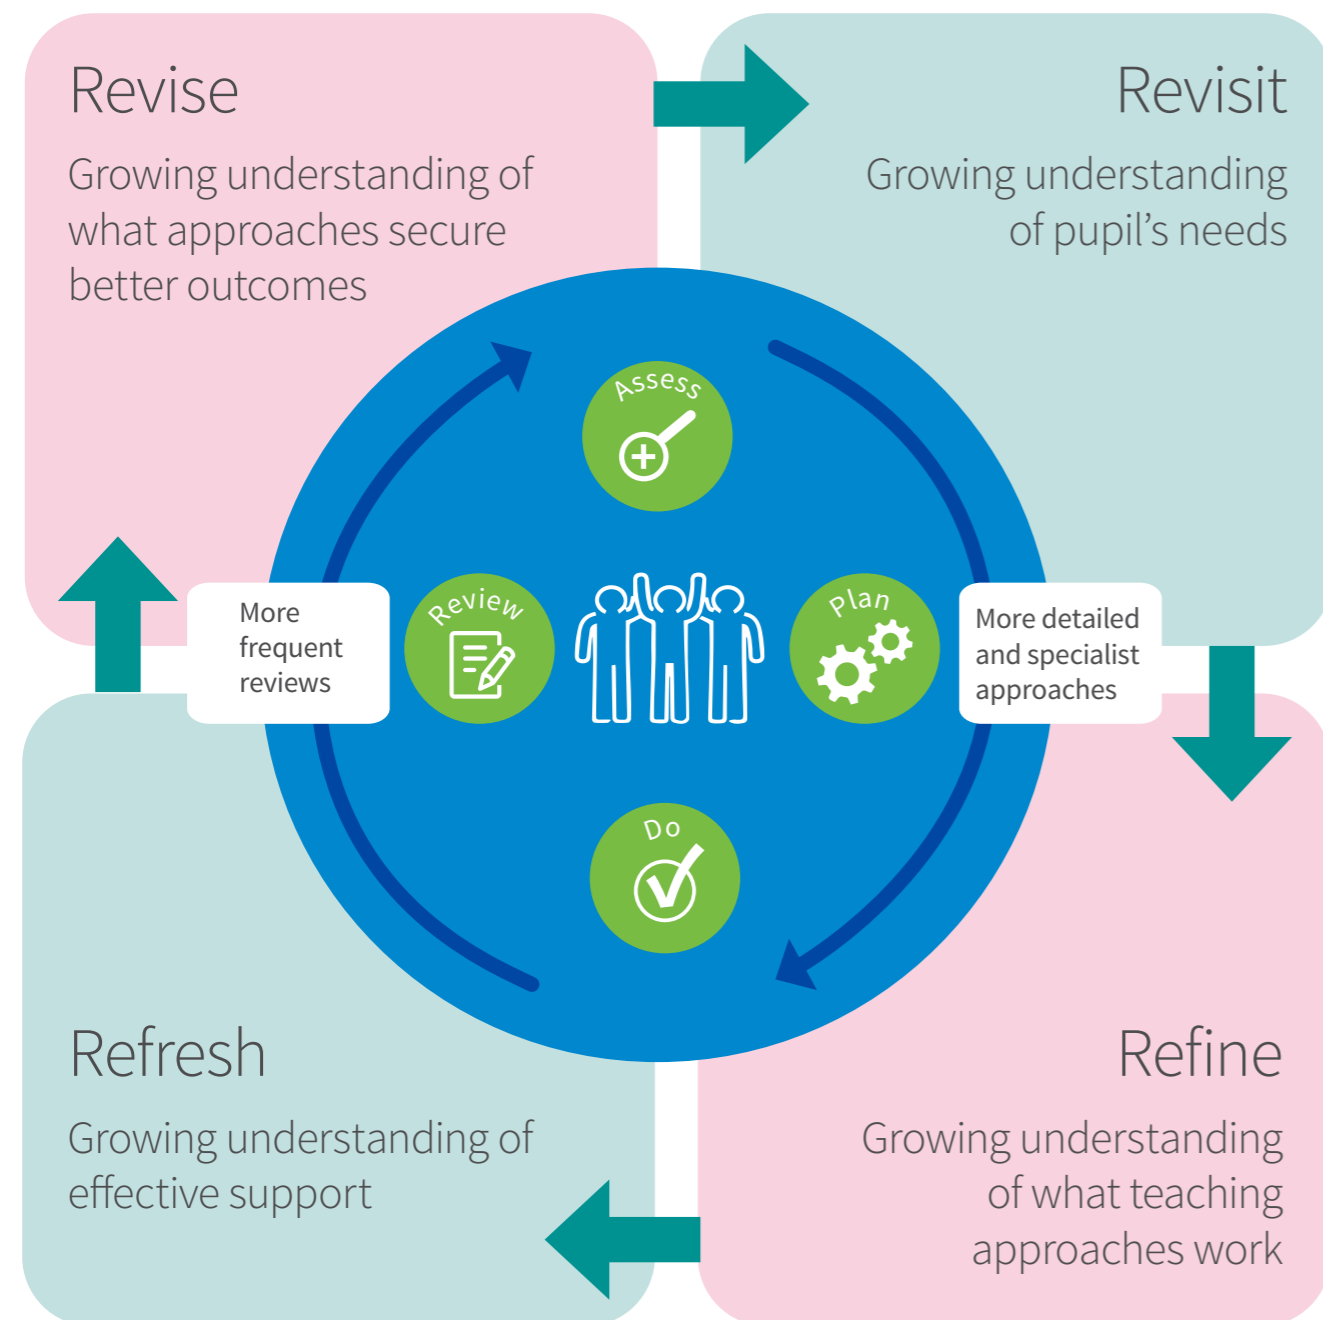 Revise
Growing understanding of
what approaches secure
better outcomes
Revisit
Growing understanding
of pupil’s needs
Assess
More
frequent
reviews
Review
Plan
More detailed
and specialist
approaches
Do
Refresh
Growing understanding of
effective support
Refine
Growing understanding
of what teaching
approaches work